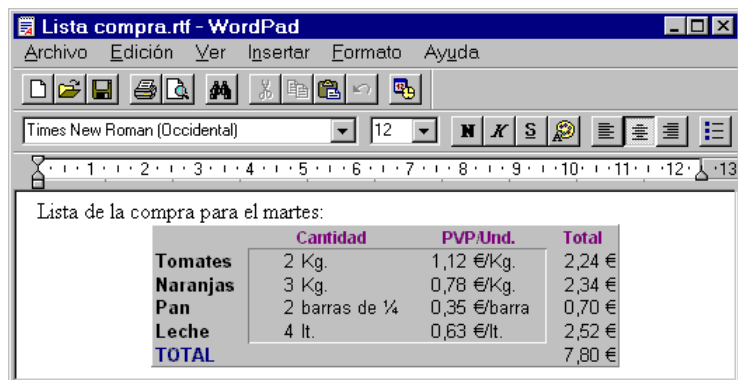 Lista compra.rtf - WordPad
Archivo Edición Ver Insertar Formato Ayuda
Times New Roman (Occidental) 12 N K S
1 2 3 4 5 6 7 8 9 10 11 12 13
Lista de la compra para el martes:
Cantidad PVP/Und. Total
Tomates 2 Kg. 1,12 €/Kg. 2,24 €
Naranjas 3 Kg. 0,78 €/Kg. 2,34 €
Pan 2 barras de ¼ 0,35 €/barra 0,70 €
Leche 4 lt. 0,63 €/lt. 2,52 €
TOTAL 7,80 €